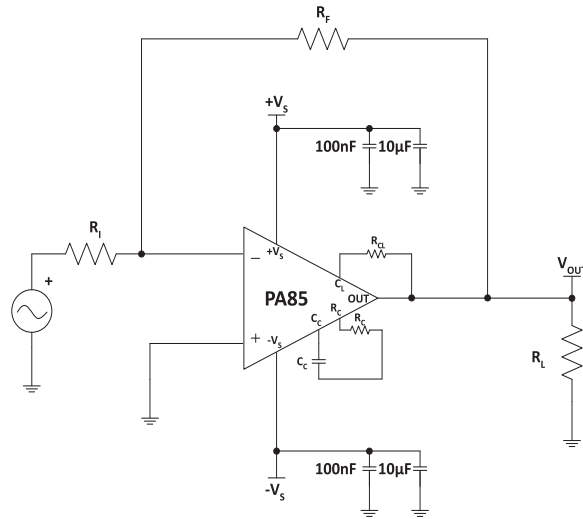 R_F
+V_S
100nF 10µF
R_I
+
−
+V_S
R_CL
C_L
PA85
OUT
V_OUT
R_C
R_C
C_C
C_C
+
-V_S
R_L
100nF 10µF
-V_S